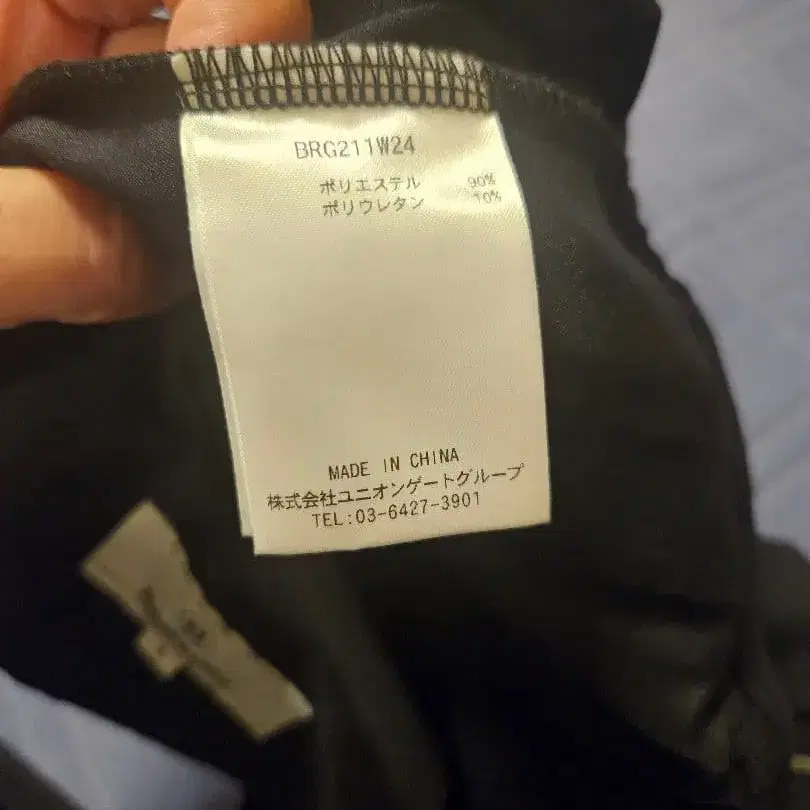 BRG211W24
ポリエステル 90%
ポリウレタン 10%
MADE IN CHINA
株式会社ユニオンゲートグループ
TEL:03-6427-3901